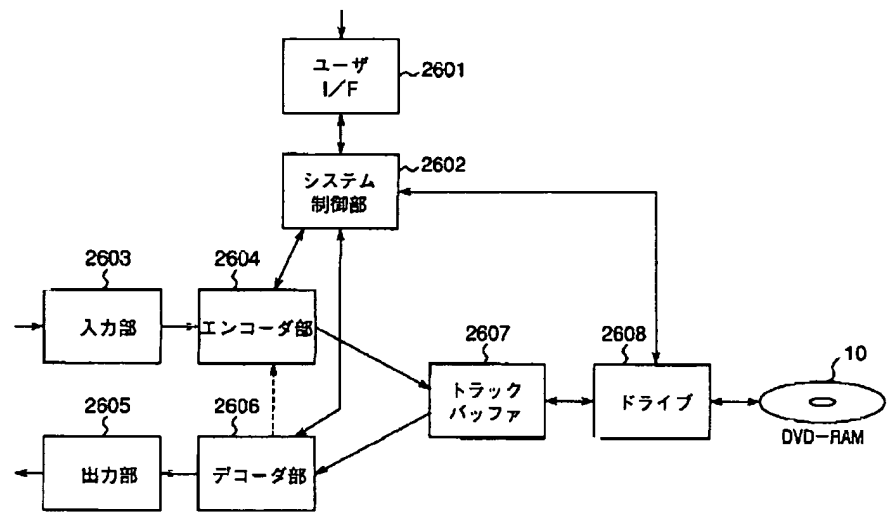 ユーザ
I/F
2601
システム
制御部
2602
2603
入力部
2604
エンコーダ部
2605
出力部
2606
デコーダ部
2607
トラック
バッファ
2608
ドライブ
10
DVD-RAM